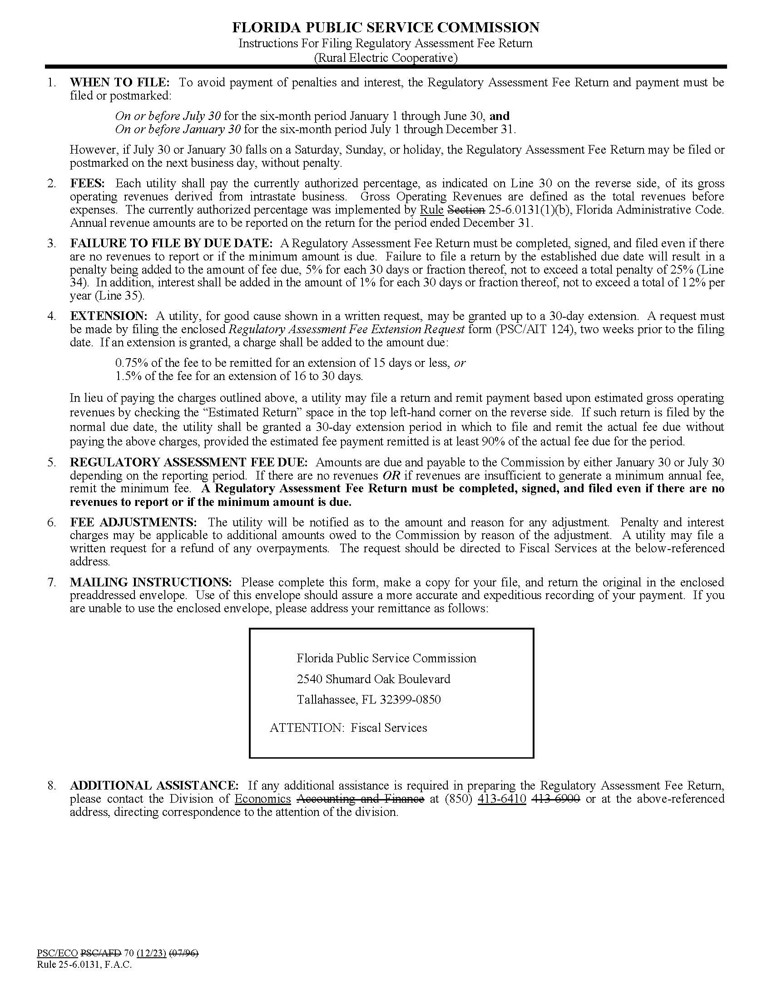 FLORIDA PUBLIC SERVICE COMMISSION
Instructions For Filing Regulatory Assessment Fee Return
(Rural Electric Cooperative)
1. WHEN TO FILE: To avoid payment of penalties and interest, the Regulatory Assessment Fee Return and payment must be
filed or postmarked:
On or before July 30 for the six-month period January 1 through June 30, and
On or before January 30 for the six-month period July 1 through December 31.
However, if July 30 or January 30 falls on a Saturday, Sunday, or holiday, the Regulatory Assessment Fee Return may be filed or
postmarked on the next business day, without penalty.
2. FEES: Each utility shall pay the currently authorized percentage, as indicated on Line 30 on the reverse side, of its gross
operating revenues derived from intrastate business. Gross Operating Revenues are defined as the total revenues before
expenses. The currently authorized percentage was implemented by Rule Section 25-6.0131(1)(b), Florida Administrative Code.
Annual revenue amounts are to be reported on the return for the period ended December 31.
3. FAILURE TO FILE BY DUE DATE: A Regulatory Assessment Fee Return must be completed, signed, and filed even if there
are no revenues to report or if the minimum amount is due. Failure to file a return by the established due date will result in a
penalty being added to the amount of fee due, 5% for each 30 days or fraction thereof, not to exceed a total penalty of 25% (Line
34). In addition, interest shall be added in the amount of 1% for each 30 days or fraction thereof, not to exceed a total of 12% per
year (Line 35).
4. EXTENSION: A utility, for good cause shown in a written request, may be granted up to a 30-day extension. A request must
be made by filing the enclosed Regulatory Assessment Fee Extension Request form (PSC/AIT 124), two weeks prior to the filing
date. If an extension is granted, a charge shall be added to the amount due:
0.75% of the fee to be remitted for an extension of 15 days or less, or
1.5% of the fee for an extension of 16 to 30 days.
In lieu of paying the charges outlined above, a utility may file a return and remit payment based upon estimated gross operating
revenues by checking the “Estimated Return” space in the top left-hand corner on the reverse side. If such return is filed by the
normal due date, the utility shall be granted a 30-day extension period in which to file and remit the actual fee due without
paying the above charges, provided the estimated fee payment remitted is at least 90% of the actual fee due for the period.
5. REGULATORY ASSESSMENT FEE DUE: Amounts are due and payable to the Commission by either January 30 or July 30
depending on the reporting period. If there are no revenues OR if revenues are insufficient to generate a minimum annual fee,
remit the minimum fee. A Regulatory Assessment Fee Return must be completed, signed, and filed even if there are no
revenues to report or if the minimum amount is due.
6. FEE ADJUSTMENTS: The utility will be notified as to the amount and reason for any adjustment. Penalty and interest
charges may be applicable to additional amounts owed to the Commission by reason of the adjustment. A utility may file a
written request for a refund of any overpayments. The request should be directed to Fiscal Services at the below-referenced
address.
7. MAILING INSTRUCTIONS: Please complete this form, make a copy for your file, and return the original in the enclosed
preaddressed envelope. Use of this envelope should assure a more accurate and expeditious recording of your payment. If you
are unable to use the enclosed envelope, please address your remittance as follows:
Florida Public Service Commission
2540 Shumard Oak Boulevard
Tallahassee, FL 32399-0850
ATTENTION: Fiscal Services
8. ADDITIONAL ASSISTANCE: If any additional assistance is required in preparing the Regulatory Assessment Fee Return,
please contact the Division of Economics Accounting and Finance at (850) 413-6410 413-6900 or at the above-referenced
address, directing correspondence to the attention of the division.
PSC/ECO PSC/AFD 70 (12/23) (07/96)
Rule 25-6.0131, F.A.C.